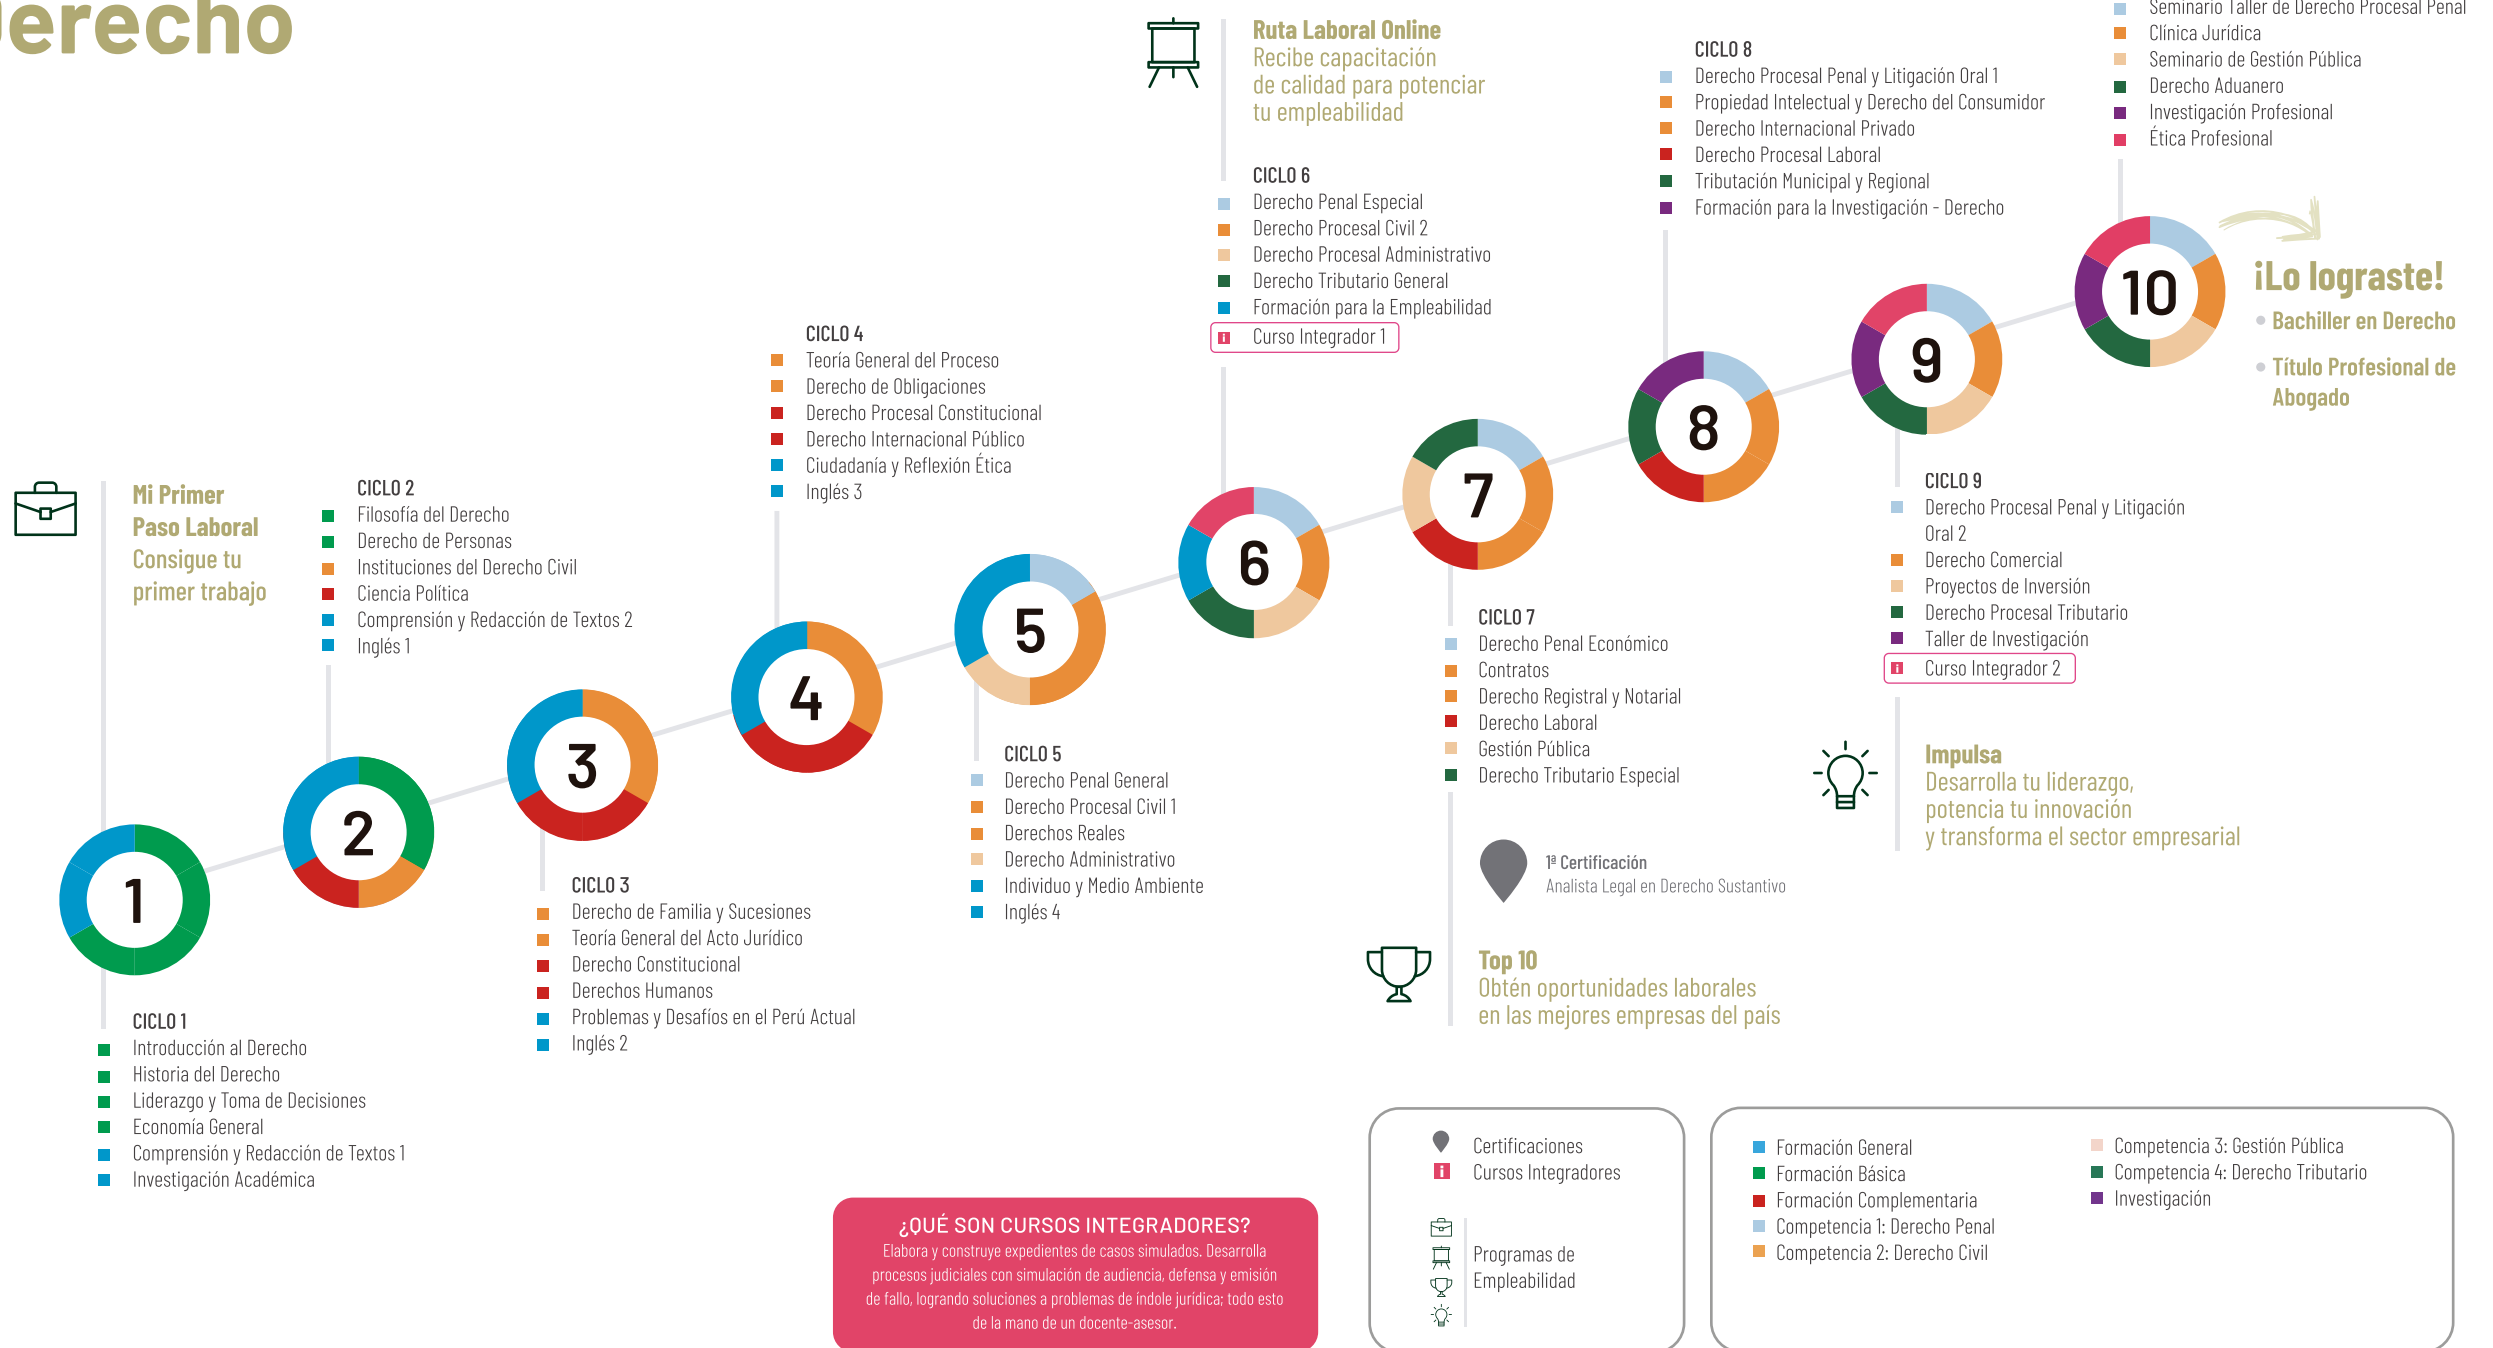 Derecho
Mi Primer
Paso Laboral
Consigue tu
primer trabajo
CICLO 1
Introducción al Derecho
Historia del Derecho
Liderazgo y Toma de Decisiones
Economía General
Comprensión y Redacción de Textos 1
Investigación Académica
CICLO 2
Filosofía del Derecho
Derecho de Personas
Instituciones del Derecho Civil
Ciencia Política
Comprensión y Redacción de Textos 2
Inglés 1
CICLO 3
Derecho de Familia y Sucesiones
Teoría General del Acto Jurídico
Derecho Constitucional
Derechos Humanos
Problemas y Desafíos en el Perú Actual
Inglés 2
CICLO 4
Teoría General del Proceso
Derecho de Obligaciones
Derecho Procesal Constitucional
Derecho Internacional Público
Ciudadanía y Reflexión Ética
Inglés 3
CICLO 5
Derecho Penal General
Derecho Procesal Civil 1
Derechos Reales
Derecho Administrativo
Individuo y Medio Ambiente
Inglés 4
Ruta Laboral Online
Recibe capacitación
de calidad para potenciar
tu empleabilidad
CICLO 6
Derecho Penal Especial
Derecho Procesal Civil 2
Derecho Procesal Administrativo
Derecho Tributario General
Formación para la Empleabilidad
i Curso Integrador 1
CICLO 7
Derecho Penal Económico
Contratos
Derecho Registral y Notarial
Derecho Laboral
Gestión Pública
Derecho Tributario Especial
1ª Certificación
Analista Legal en Derecho Sustantivo
Top 10
Obtén oportunidades laborales
en las mejores empresas del país
CICLO 8
Derecho Procesal Penal y Litigación Oral 1
Propiedad Intelectual y Derecho del Consumidor
Derecho Internacional Privado
Derecho Procesal Laboral
Tributación Municipal y Regional
Formación para la Investigación - Derecho
CICLO 9
Derecho Procesal Penal y Litigación
Oral 2
Derecho Comercial
Proyectos de Inversión
Derecho Procesal Tributario
Taller de Investigación
i Curso Integrador 2
Impulsa
Desarrolla tu liderazgo,
potencia tu innovación
y transforma el sector empresarial
Seminario Taller de Derecho Procesal Penal
Clínica Jurídica
Seminario de Gestión Pública
Derecho Aduanero
Investigación Profesional
Ética Profesional
¡Lo lograste!
• Bachiller en Derecho
• Título Profesional de
Abogado
1
2
3
4
5
6
7
8
9
10
¿QUÉ SON CURSOS INTEGRADORES?
Elabora y construye expedientes de casos simulados. Desarrolla
procesos judiciales con simulación de audiencia, defensa y emisión
de fallo, logrando soluciones a problemas de índole jurídica; todo esto
de la mano de un docente-asesor.
Certificaciones
i Cursos Integradores
Programas de
Empleabilidad
Formación General
Formación Básica
Formación Complementaria
Competencia 1: Derecho Penal
Competencia 2: Derecho Civil
Competencia 3: Gestión Pública
Competencia 4: Derecho Tributario
Investigación